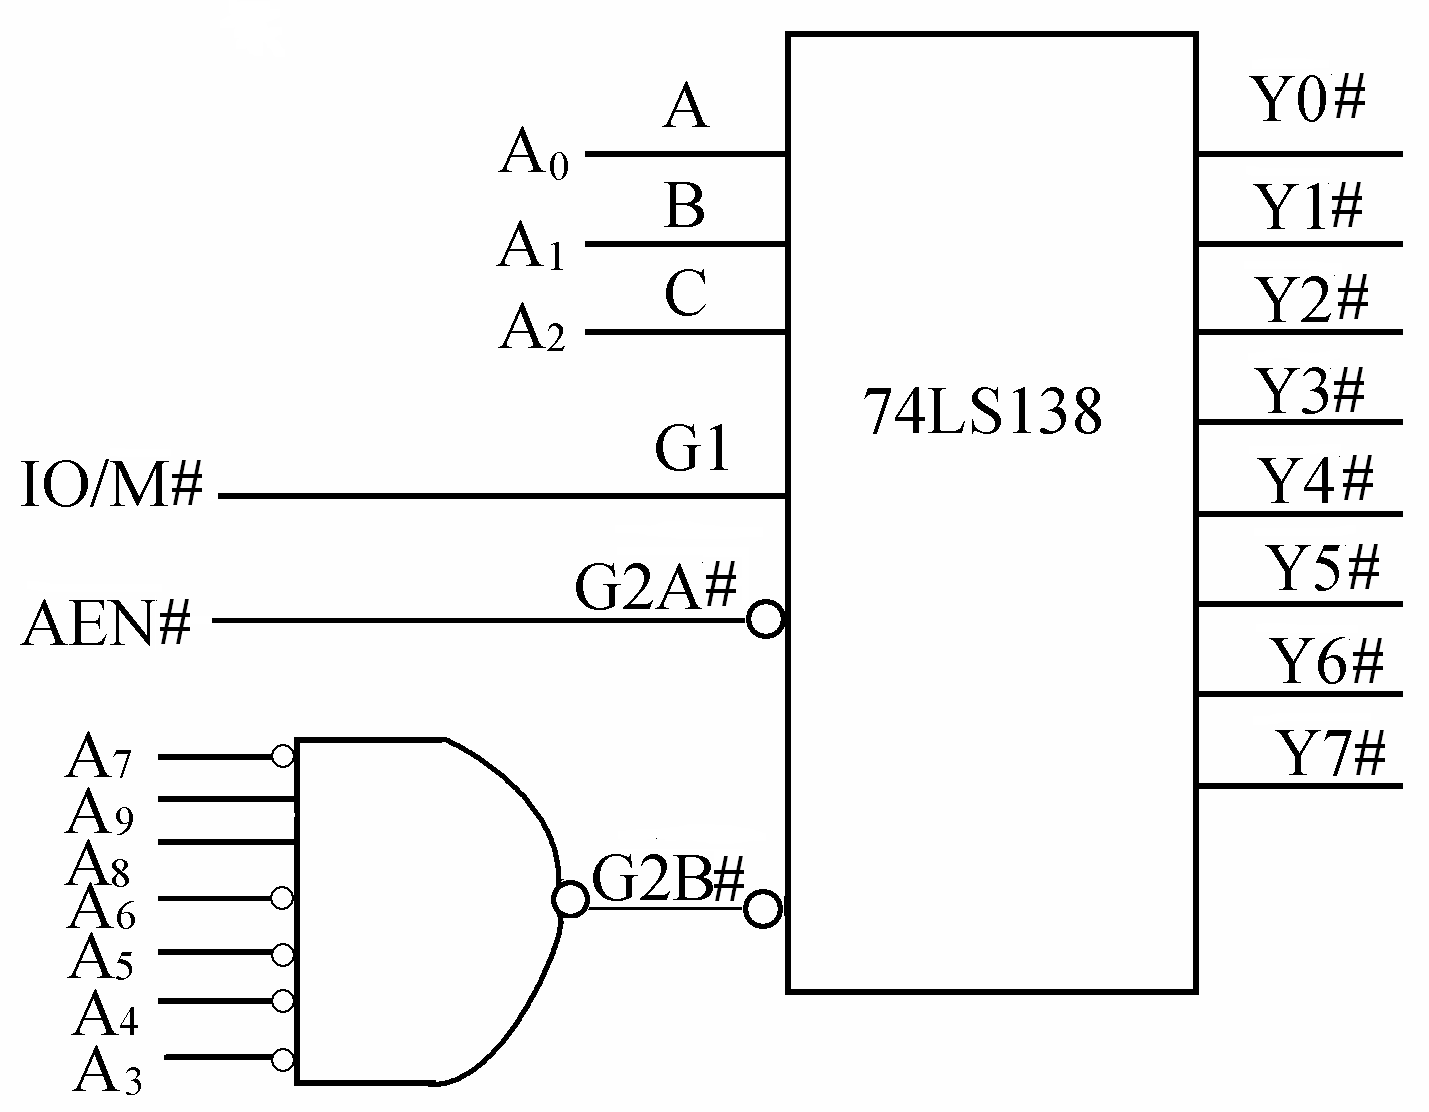 A
A0
B
A1
C
A2
G1
IO/M#
G2A#
AEN#
A7
A9
A8
A6
A5
A4
A3
G2B#
74LS138
Y0#
Y1#
Y2#
Y3#
Y4#
Y5#
Y6#
Y7#